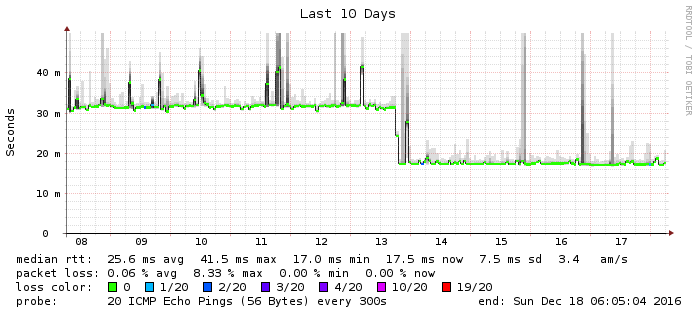 Last 10 Days
RRDTOOL / TOBI OETIKER
Seconds
40 m
30 m
20 m
10 m
0
08 09 10 11 12 13 14 15 16 17
median rtt: 25.6 ms avg 41.5 ms max 17.0 ms min 17.5 ms now 7.5 ms sd 3.4 am/s
packet loss: 0.06 % avg 8.33 % max 0.00 % min 0.00 % now
loss color: 0 1/20 2/20 3/20 4/20 10/20 19/20
probe: 20 ICMP Echo Pings (56 Bytes) every 300s end: Sun Dec 18 06:05:04 2016